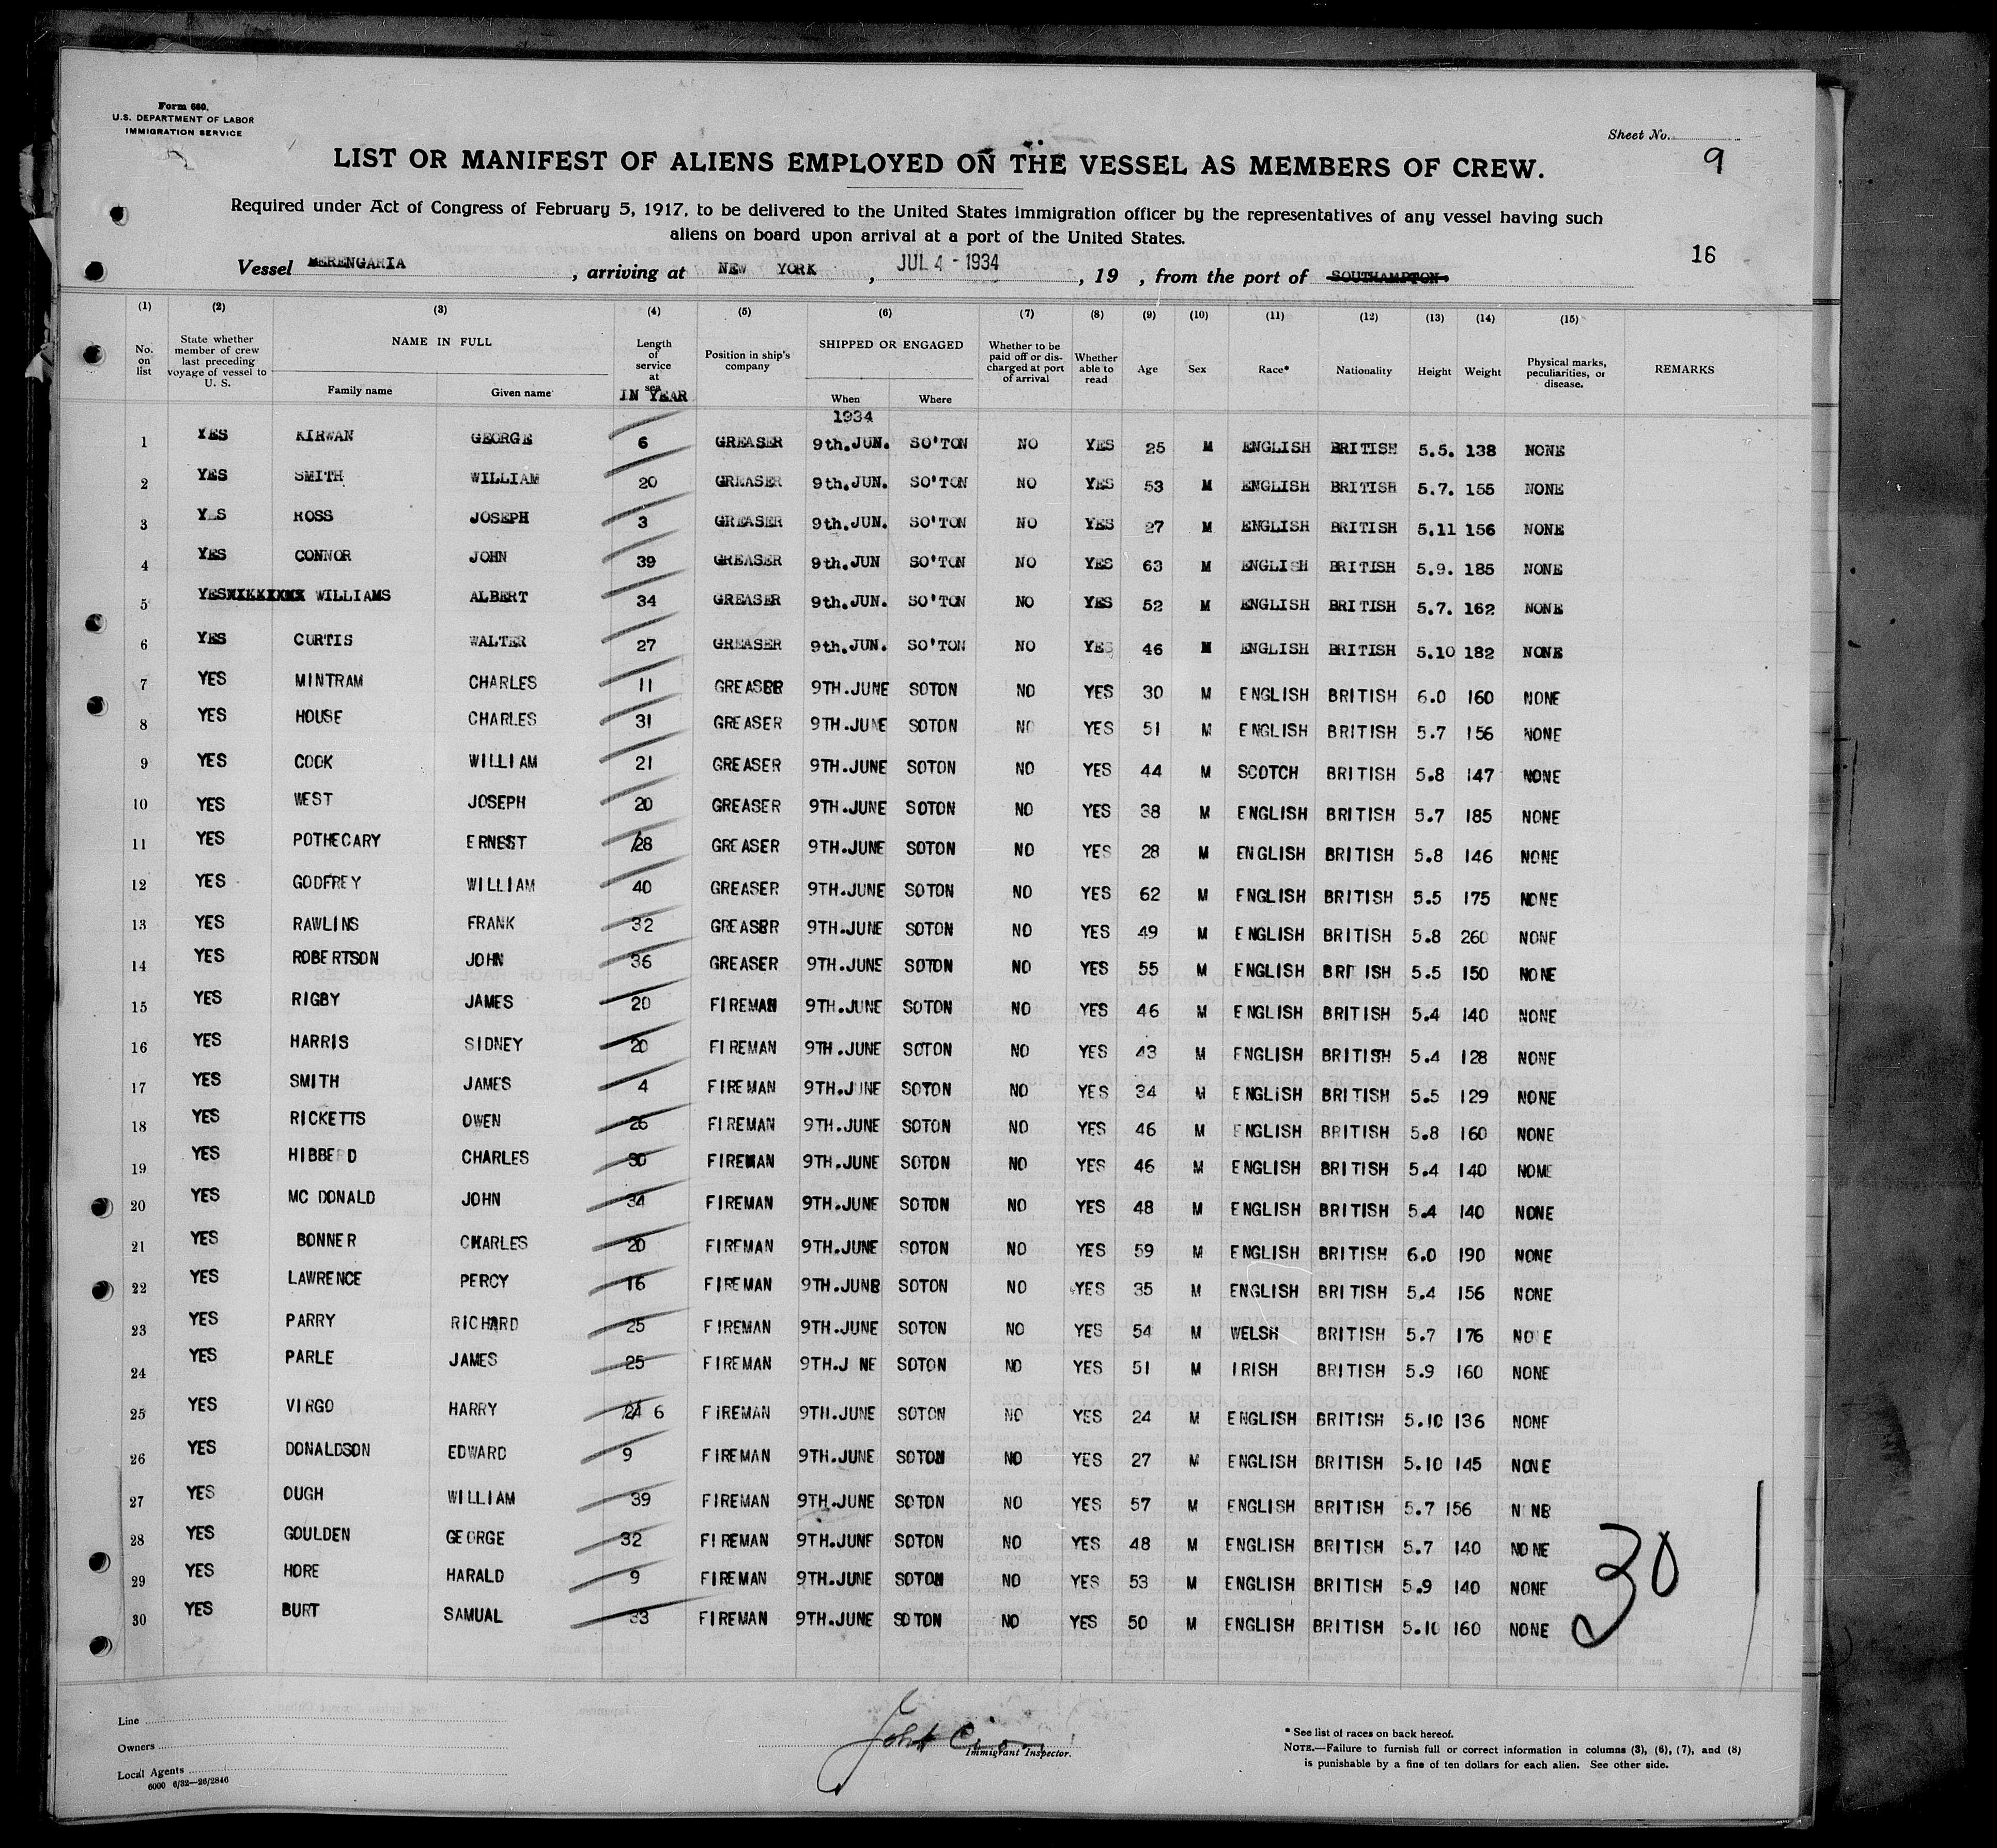 Form 680.
U.S. DEPARTMENT OF LABOR
IMMIGRATION SERVICE
Sheet No.
9
LIST OR MANIFEST OF ALIENS EMPLOYED ON THE VESSEL AS MEMBERS OF CREW.
Required under Act of Congress of February 5, 1917, to be delivered to the United States immigration officer by the representatives of any vessel having such
aliens on board upon arrival at a port of the United States.
16
Vessel BERENGARIA, arriving at NEW YORK, JUL 4 - 1934, 19 , from the port of SOUTHAMPTON.
(1) (2) (3) (4) (5) (6) (7) (8) (9) (10) (11) (12) (13) (14) (15)
No. on list State whether member of crew last preceding voyage of vessel to U. S. NAME IN FULL Family name Given name Length of service at sea IN YEAR Position in ship's company SHIPPED OR ENGAGED When Where Whether to be paid off or discharged at port of arrival Whether able to read Age Sex Race* Nationality Height Weight Physical marks, peculiarities, or disease. REMARKS
1934
1 YES KIRWAN GEORGE 6 GREASER 9th.JUN. SO'TON NO YES 25 M ENGLISH BRITISH 5.5. 138 NONE
2 YES SMITH WILLIAM 20 GREASER 9th.JUN. SO'TON NO YES 53 M ENGLISH BRITISH 5.7. 155 NONE
3 YES ROSS JOSEPH 3 GREASER 9th.JUN. SO'TON NO YES 27 M ENGLISH BRITISH 5.11 156 NONE
4 YES CONNOR JOHN 39 GREASER 9th.JUN SO'TON NO YES 63 M ENGLISH BRITISH 5.9. 185 NONE
5 YES WILLIAMS ALBERT 34 GREASER 9th.JUN. SO'TON NO YES 52 M ENGLISH BRITISH 5.7. 162 NONE
6 YES CURTIS WALTER 27 GREASER 9th.JUN. SO'TON NO YES 46 M ENGLISH BRITISH 5.10 182 NONE
7 YES MINTRAM CHARLES 11 GREASER 9TH.JUNE SOTON NO YES 30 M ENGLISH BRITISH 6.0 160 NONE
8 YES HOUSE CHARLES 31 GREASER 9TH.JUNE SOTON NO YES 51 M ENGLISH BRITISH 5.7 156 NONE
9 YES COOK WILLIAM 21 GREASER 9TH.JUNE SOTON NO YES 44 M SCOTCH BRITISH 5.8 147 NONE
10 YES WEST JOSEPH 20 GREASER 9TH.JUNE SOTON NO YES 38 M ENGLISH BRITISH 5.7 185 NONE
11 YES POTHECARY ERNEST 28 GREASER 9TH.JUNE SOTON NO YES 28 M ENGLISH BRITISH 5.8 146 NONE
12 YES GODFREY WILLIAM 40 GREASER 9TH.JUNE SOTON NO YES 62 M ENGLISH BRITISH 5.5 175 NONE
13 YES RAWLINS FRANK 32 GREASER 9TH.JUNE SOTON NO YES 49 M ENGLISH BRITISH 5.8 260 NONE
14 YES ROBERTSON JOHN 36 GREASER 9TH.JUNE SOTON NO YES 55 M ENGLISH BRIT ISH 5.5 150 NONE
15 YES RIGBY JAMES 20 FIREMAN 9TH.JUNE SOTON NO YES 46 M ENGLISH BRITISH 5.4 140 NONE
16 YES HARRIS SIDNEY 20 FIREMAN 9TH.JUNE SOTON NO YES 43 M ENGLISH BRITISH 5.4 128 NONE
17 YES SMITH JAMES 4 FIREMAN 9TH.JUNE SOTON NO YES 34 M ENGLISH BRITISH 5.5 129 NONE
18 YES RICKETTS OWEN 26 FIREMAN 9TH.JUNE SOTON NO YES 46 M ENGLISH BRITISH 5.8 160 NONE
19 YES HIBBE D CHARLES 30 FIREMAN 9TH.JUNE SOTON NO YES 46 M ENGLISH BRITISH 5.4 140 NONE
20 YES MC DONALD JOHN 34 FIREMAN 9TH.JUNE SOTON NO YES 48 M ENGLISH BRITISH 5.4 140 NONE
21 YES BONNER CHARLES 20 FIREMAN 9TH.JUNE SOTON NO YES 59 M ENGLISH BRITISH 6.0 190 NONE
22 YES LAWRENCE PERCY 16 FIREMAN 9TH.JUNE SOTON NO YES 35 M ENGLISH BRITISH 5.4 156 NONE
23 YES PARRY RICHARD 25 FIREMAN 9TH.JUNE SOTON NO YES 54 M WELSH BRITISH 5.7 176 NO E
24 YES PARLE JAMES 25 FIREMAN 9TH.J NE SOTON NO YES 51 M IRISH BRITISH 5.9 160 NONE
25 YES VIRGO HARRY 24 6 FIREMAN 9TH.JUNE SOTON NO YES 24 M ENGLISH BRITISH 5.10 136 NONE
26 YES DONALDSON EDWARD 9 FIREMAN 9TH.JUNE SOTON NO YES 27 M ENGLISH BRITISH 5.10 145 NONE
27 YES OUGH WILLIAM 39 FIREMAN 9TH.JUNE SOTON NO YES 57 M ENGLISH BRITISH 5.7 156 N NE
28 YES GOULDEN GEORGE 32 FIREMAN 9TH.JUNE SOTON NO YES 48 M ENGLISH BRITISH 5.7 140 NONE
29 YES HORE HARALD 9 FIREMAN 9TH.JUNE SOTON NO YES 53 M ENGLISH BRITISH 5.9 140 NONE
30 YES BURT SAMUAL 33 FIREMAN 9TH.JUNE SOTON NO YES 50 M ENGLISH BRITISH 5.10 160 NONE
30
Line
Owners
Local Agents
6000 6/32—26/2846
John
Immigrant Inspector.
* See list of races on back hereof.
NOTE.—Failure to furnish full or correct information in columns (3), (6), (7), and (8)
is punishable by a fine of ten dollars for each alien. See other side.